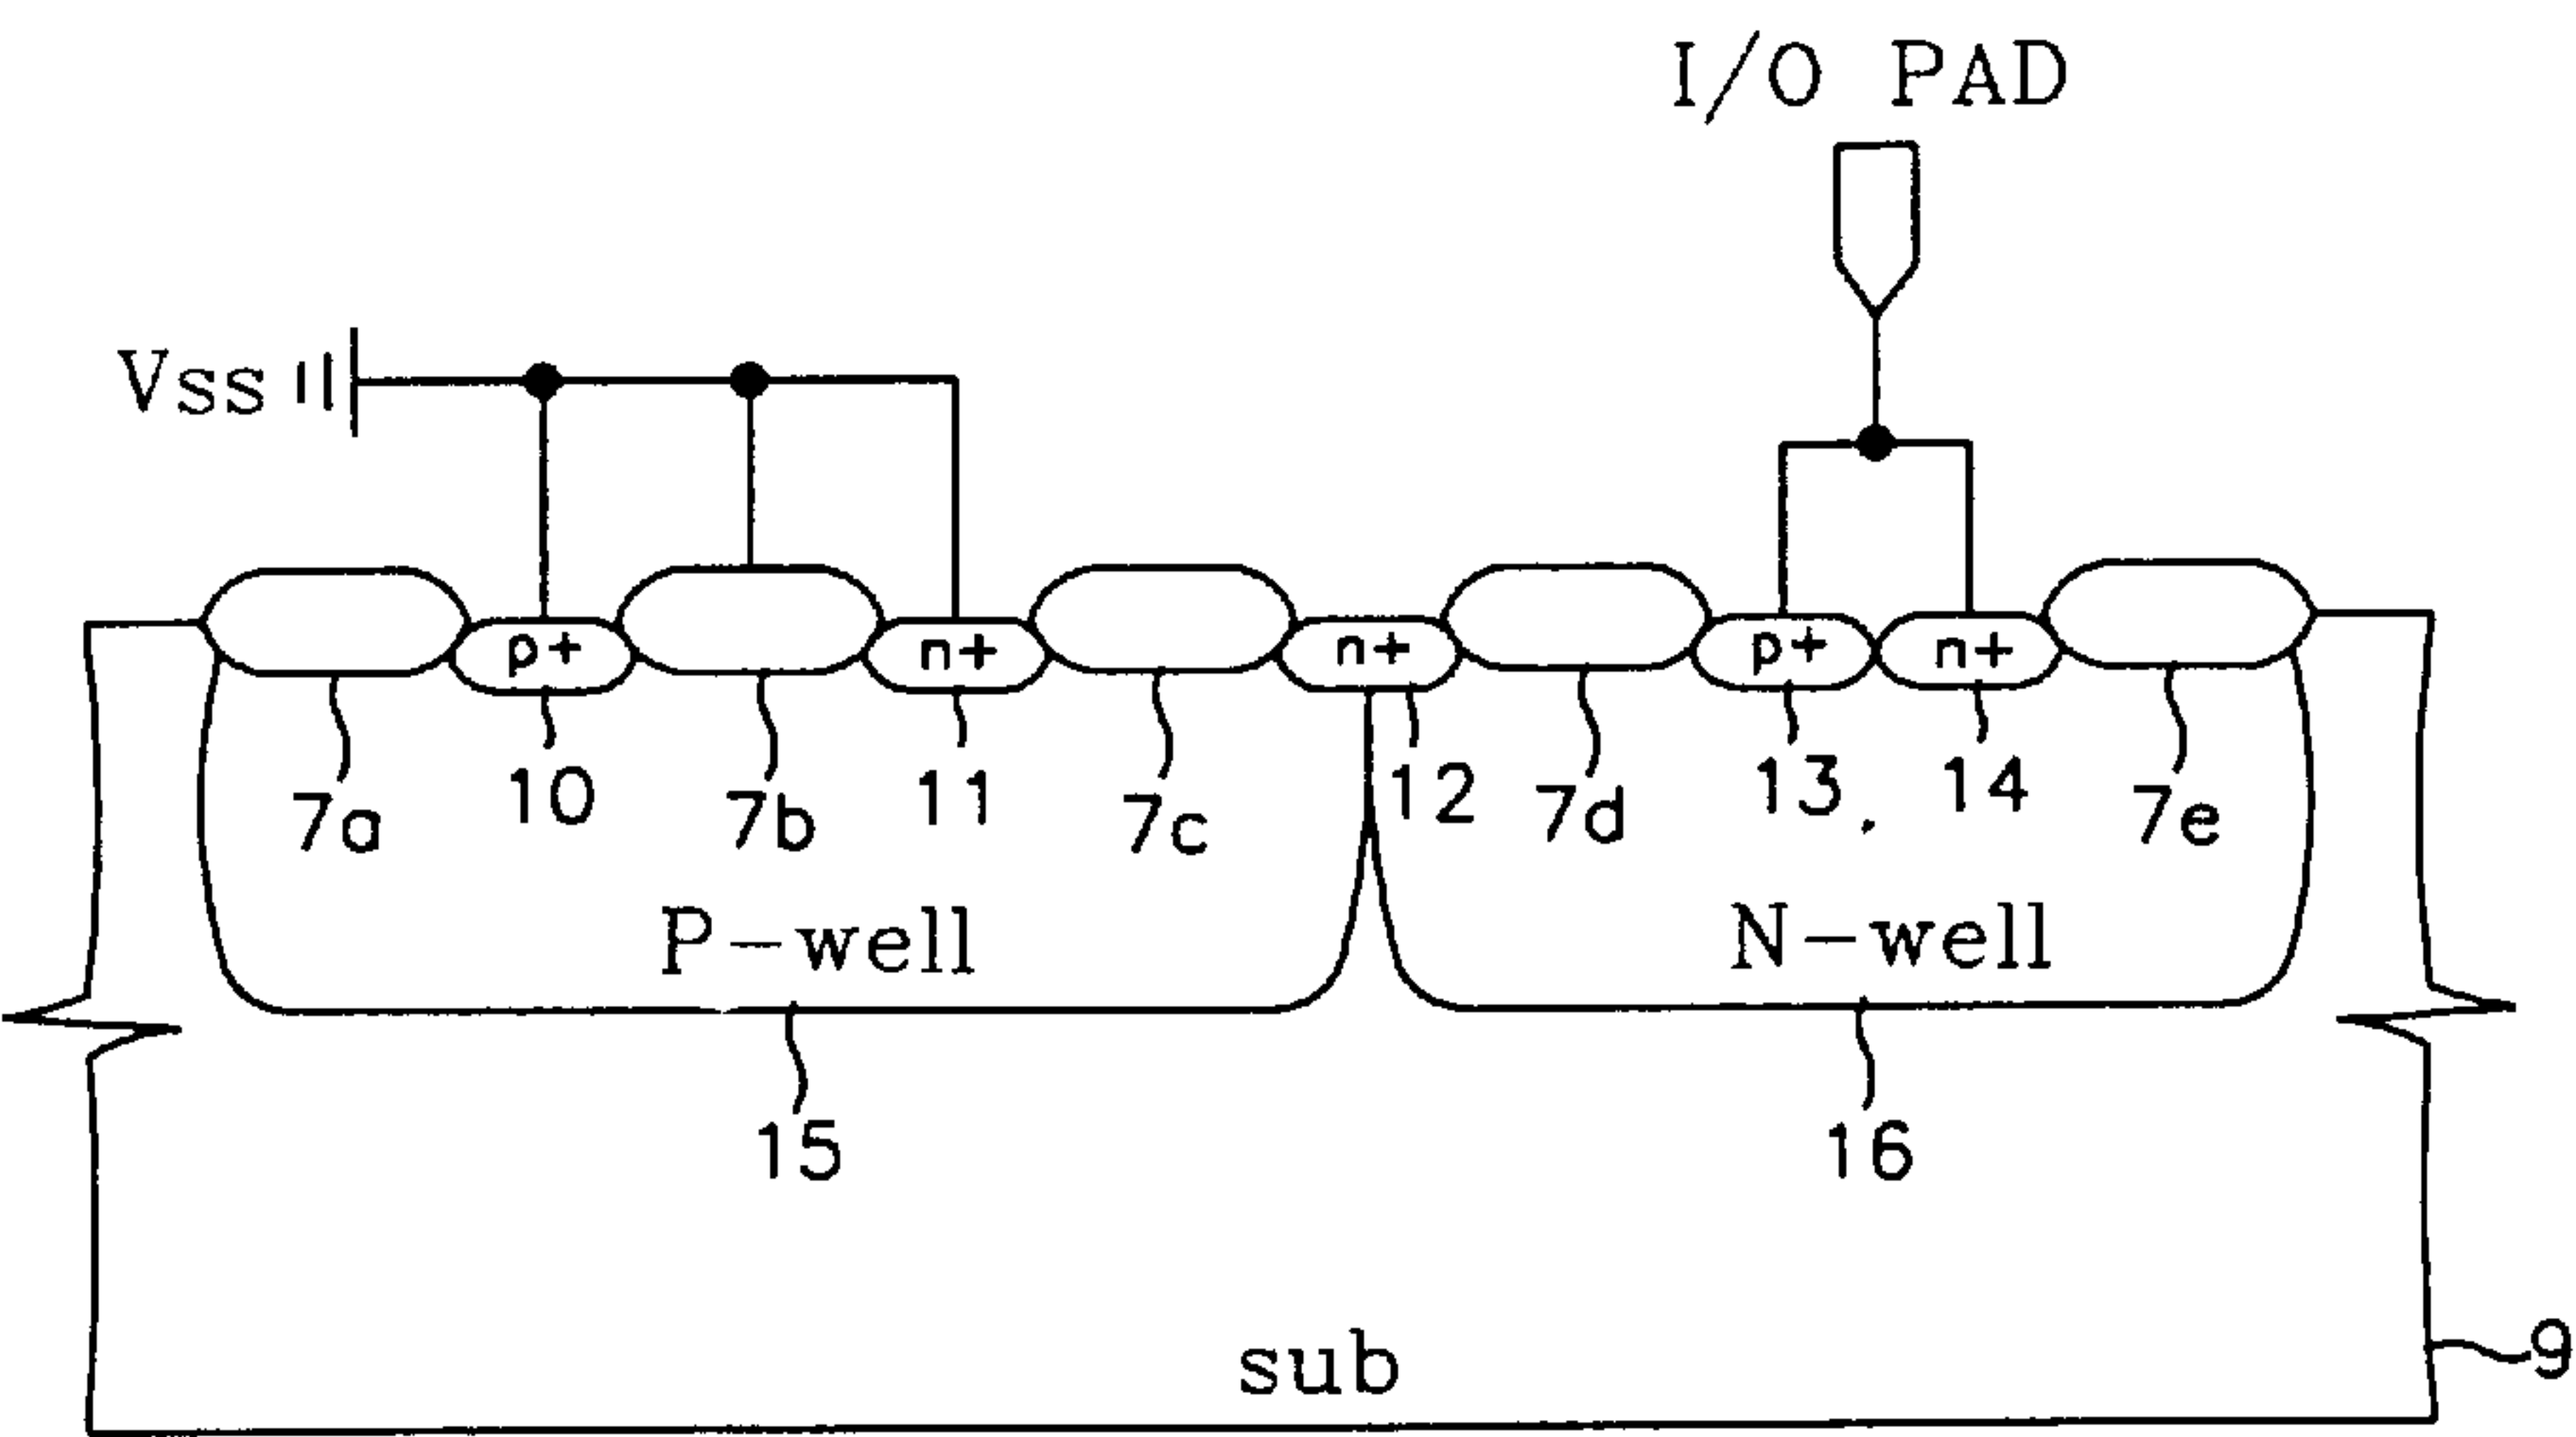 I/O PAD
Vss
p+ n+ n+ p+ n+
7a 10 7b 11 7c 12 7d 13 14 7e
P-well N-well
15 16
sub
9